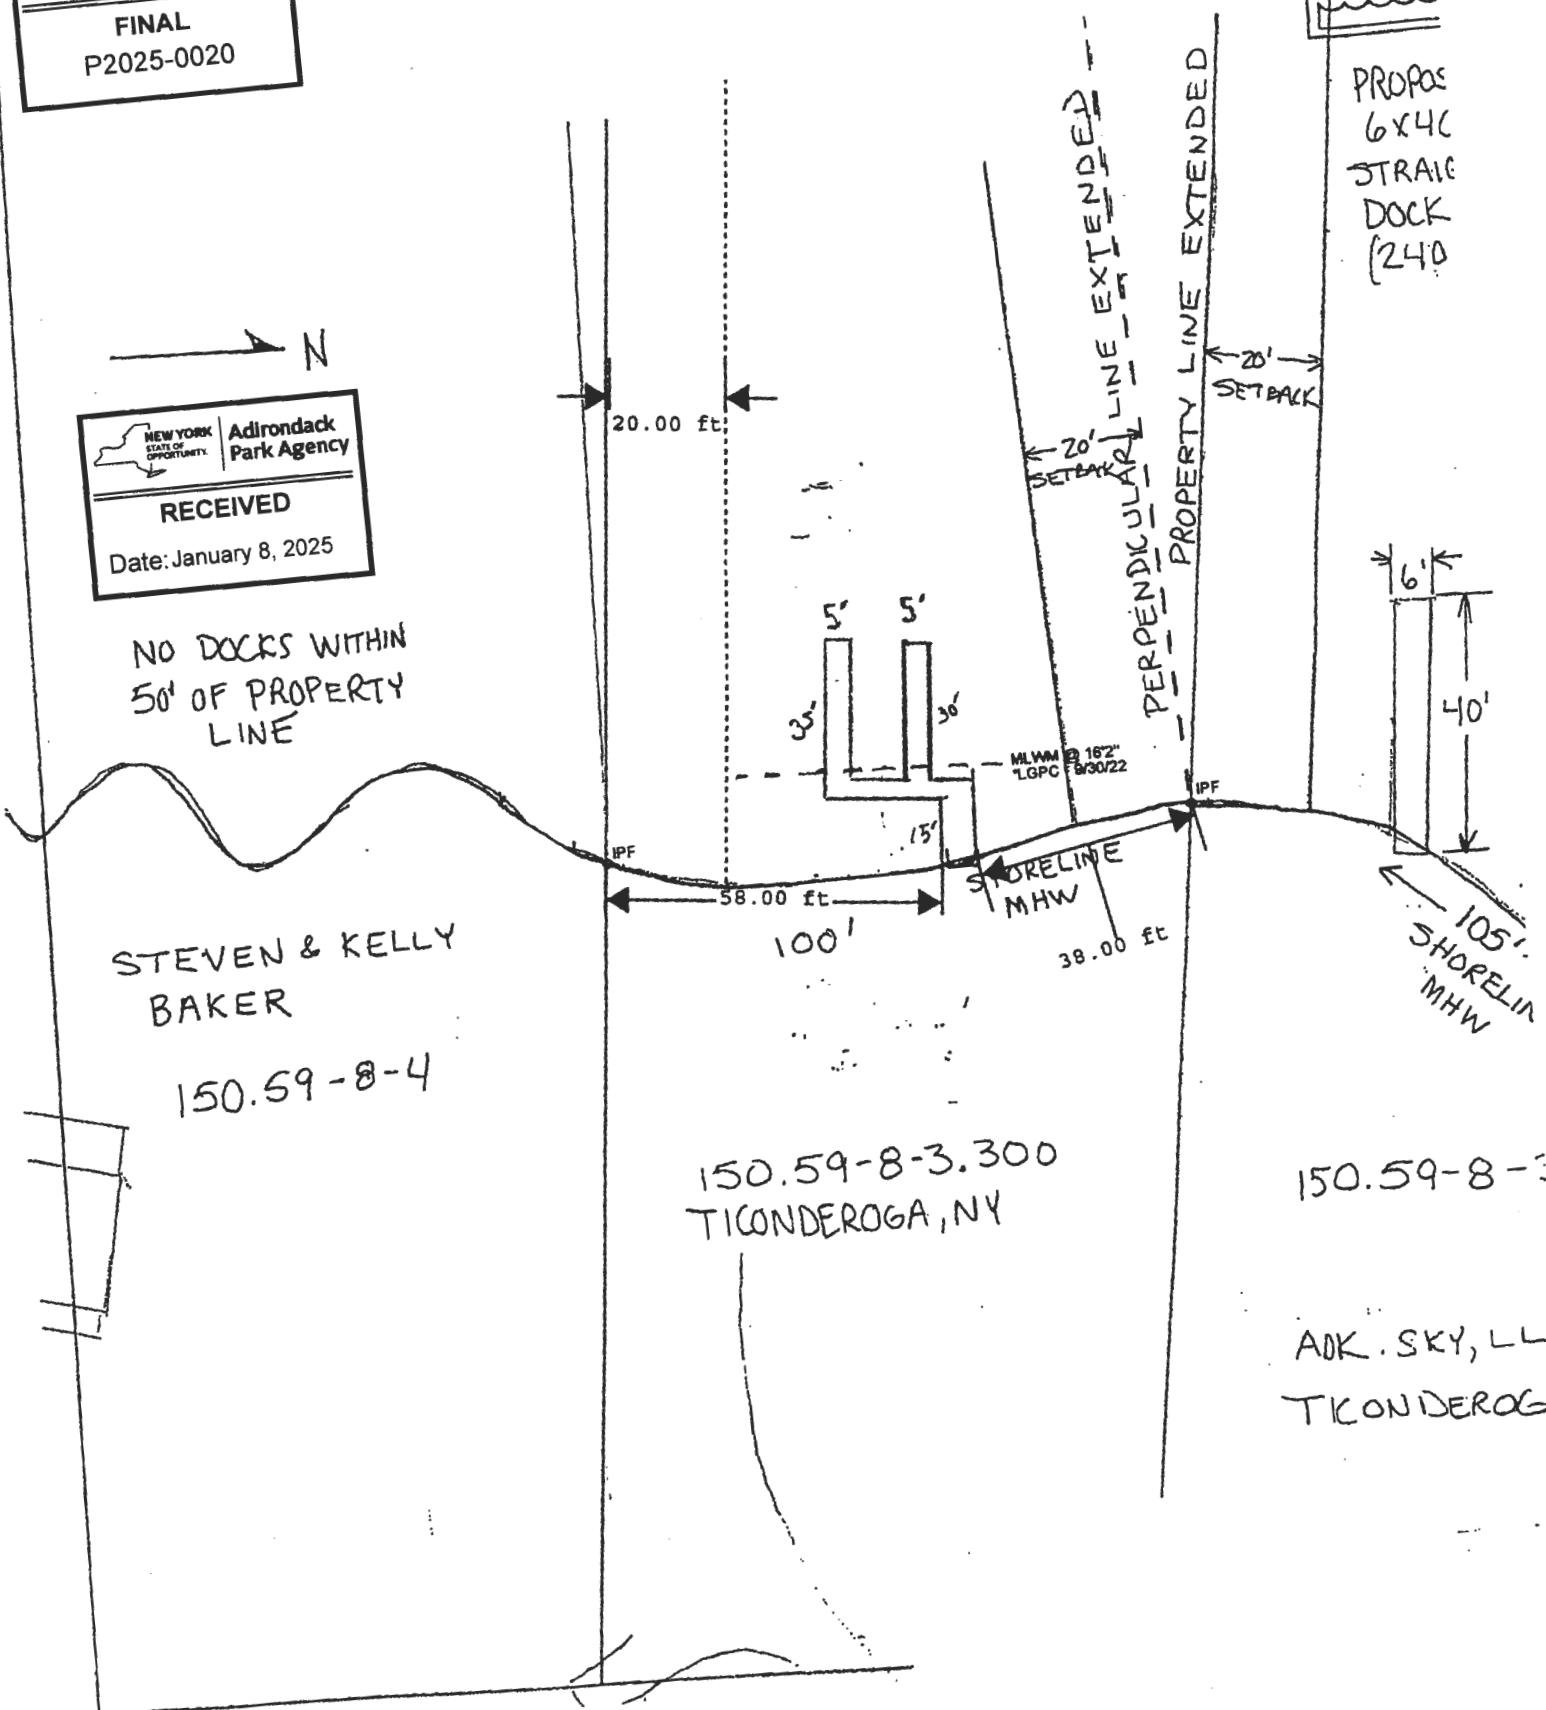 FINAL
P2025-0020
PROPOS
6X40
STRAIG
DOCK
(240
PERPENDICULAR LINE EXTENDED
PROPERTY LINE EXTENDED
N
20'
SETBACK
20.00 ft
20'
SETBAK
NEW YORK
STATE OF
OPPORTUNITY.
Adirondack
Park Agency
RECEIVED
Date: January 8, 2025
6'
5' 5'
NO DOCKS WITHIN
50' OF PROPERTY
LINE
30'
40'
MLWM @ 16'2"
*LGPC 9/30/22
IPF
15'
IPF
SHORELINE
MHW
58.00 ft
100'
38.00 ft
105'
SHORELIN
MHW
STEVEN & KELLY
BAKER
150.59-8-4
150.59-8-3.300
TICONDEROGA, NY
150.59-8-3
ADK. SKY, LL
TICONDEROG